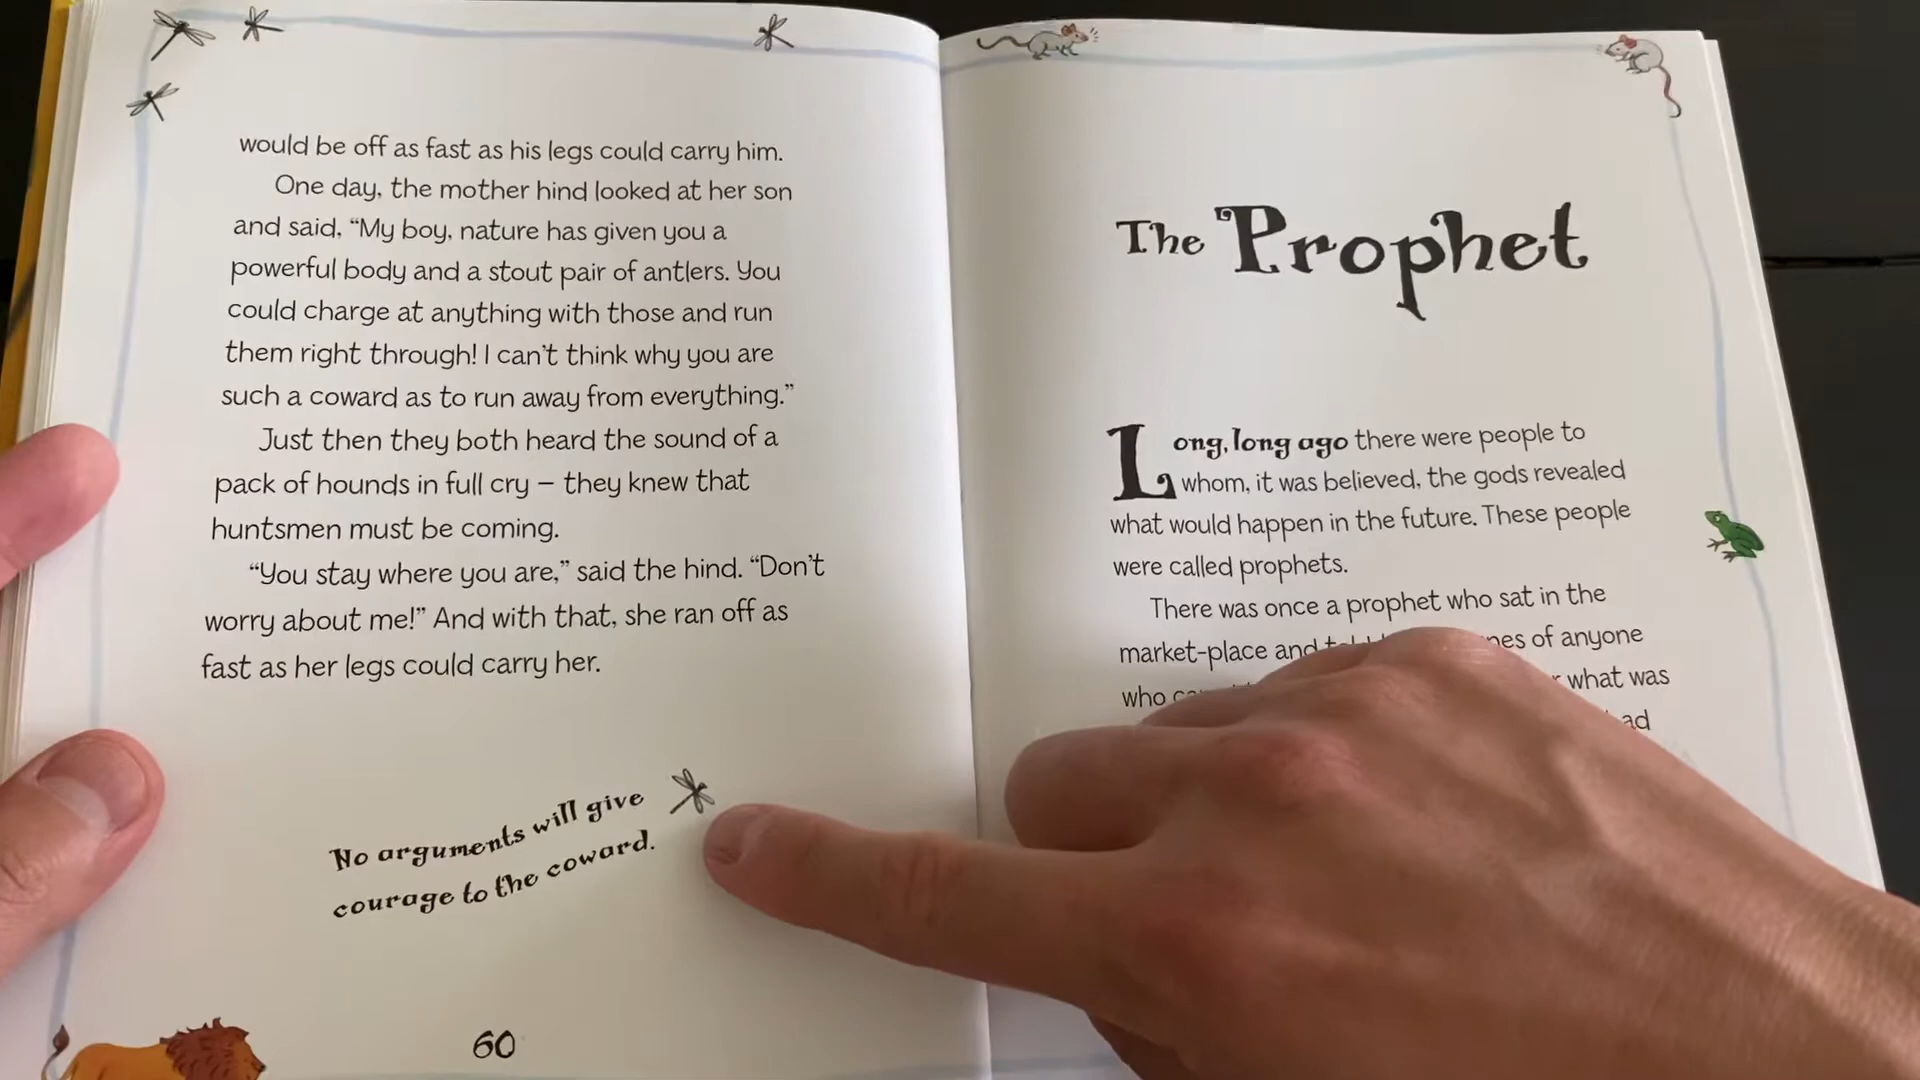 would be off as fast as his legs could carry him.
One day, the mother hind looked at her son
and said, “My boy, nature has given you a
powerful body and a stout pair of antlers. You
could charge at anything with those and run
them right through! I can’t think why you are
such a coward as to run away from everything.”
Just then they both heard the sound of a
pack of hounds in full cry – they knew that
huntsmen must be coming.
“You stay where you are,” said the hind. “Don’t
worry about me!” And with that, she ran off as
fast as her legs could carry her.
No arguments will give
courage to the coward.
60
The Prophet
Long, long ago there were people to
whom, it was believed, the gods revealed
what would happen in the future. These people
were called prophets.
There was once a prophet who sat in the
market-place and of anyone
who what was